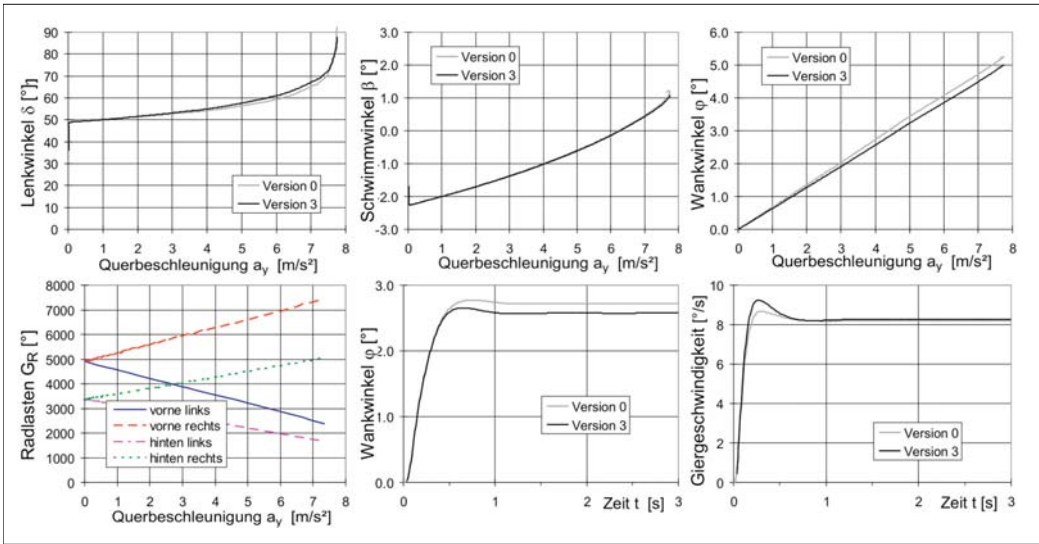 Lenkwinkel δ [°]
90
80
70
60
50
40
30
20
10
0
Version 0
Version 3
0 1 2 3 4 5 6 7 8
Querbeschleunigung ay [m/s²]
Schwimmwinkel β [°]
3.0
2.0
1.0
0.0
-1.0
-2.0
-3.0
Version 0
Version 3
0 1 2 3 4 5 6 7 8
Querbeschleunigung ay [m/s²]
Wankwinkel φ [°]
6.0
5.0
4.0
3.0
2.0
1.0
0.0
Version 0
Version 3
0 1 2 3 4 5 6 7 8
Querbeschleunigung ay [m/s²]
Radlasten GR [°]
8000
7000
6000
5000
4000
3000
2000
1000
0
vorne links
vorne rechts
hinten links
hinten rechts
0 1 2 3 4 5 6 7 8
Querbeschleunigung ay [m/s²]
Wankwinkel φ [°]
3.0
2.0
1.0
0.0
Version 0
Version 3
0 1 2 3
Zeit t [s]
Giergeschwindigkeit [°/s]
10
8
6
4
2
0
Version 0
Version 3
0 1 2 3
Zeit t [s]